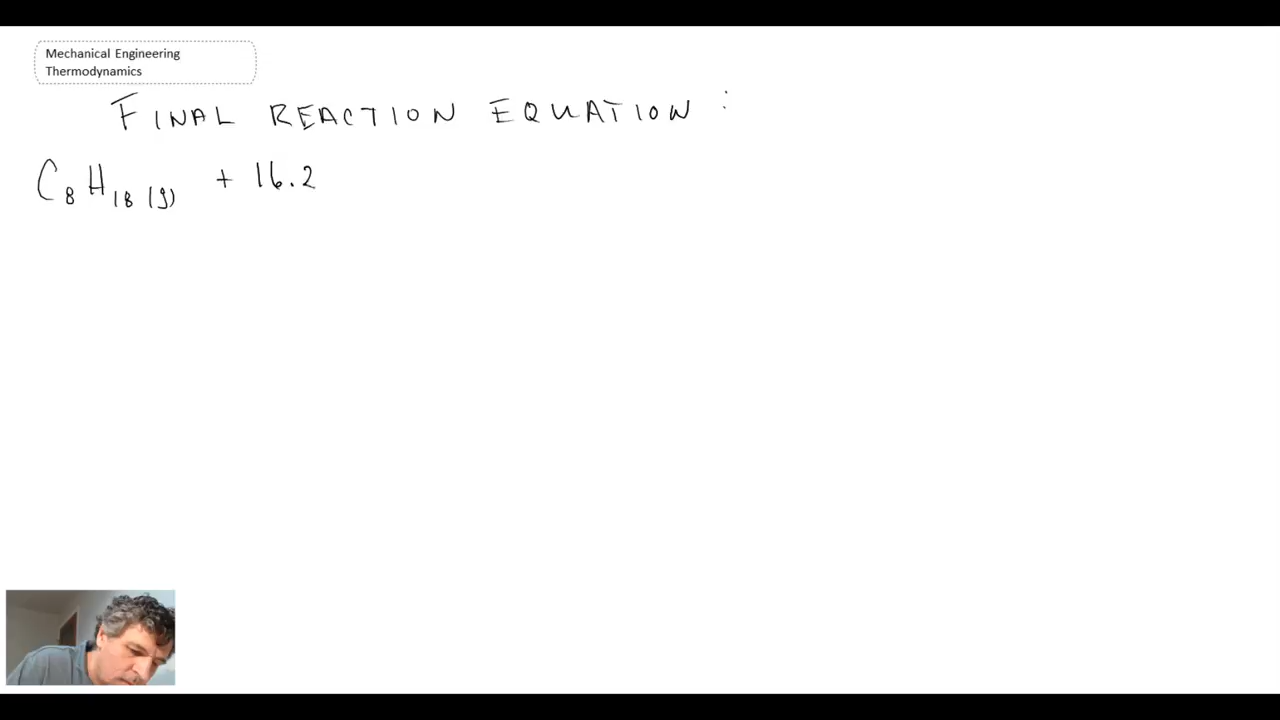 Mechanical Engineering
Thermodynamics
FINAL REACTION EQUATION :
C₈H₁₈ (g) + 16.2